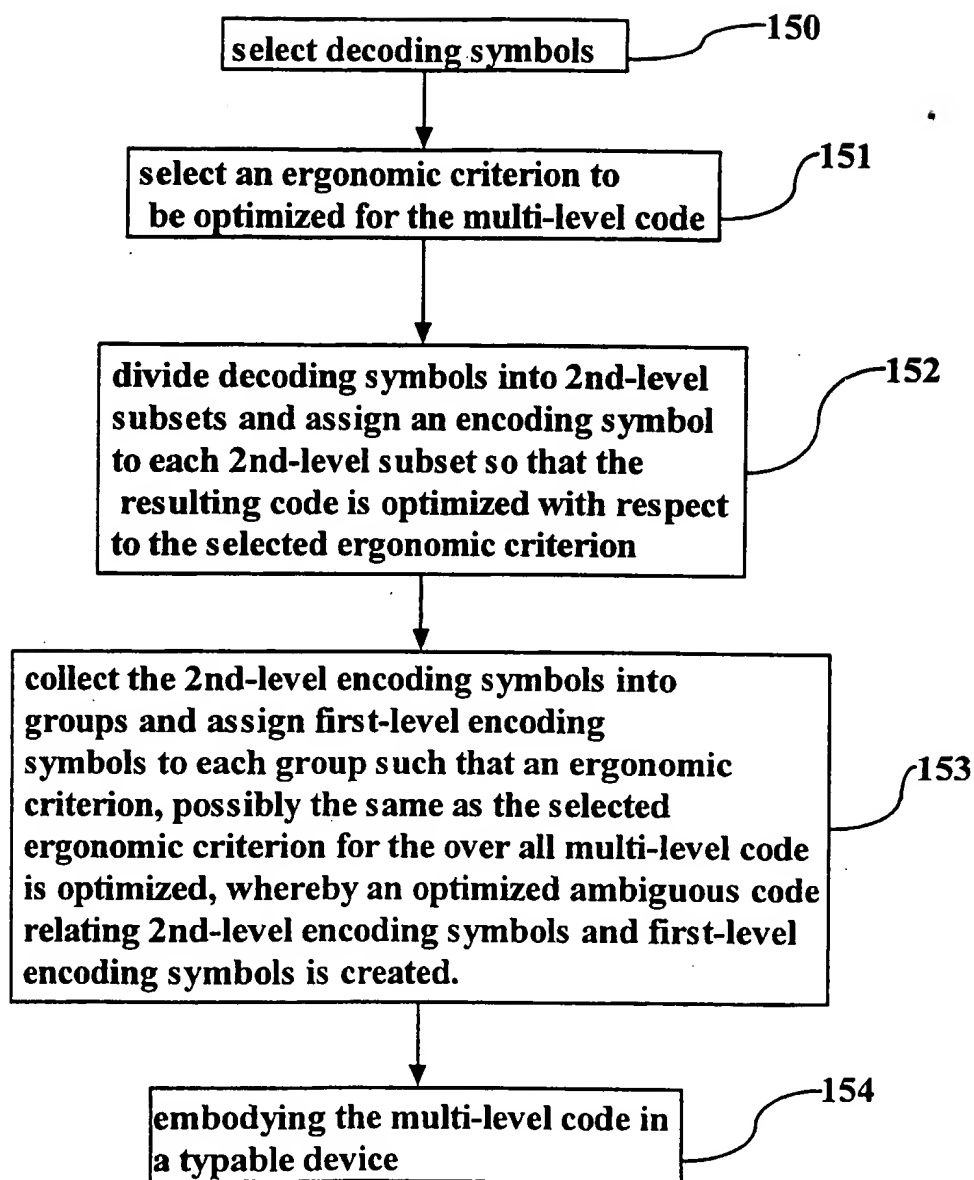 select decoding symbols
150
select an ergonomic criterion to
be optimized for the multi-level code
151
divide decoding symbols into 2nd-level
subsets and assign an encoding symbol
to each 2nd-level subset so that the
resulting code is optimized with respect
to the selected ergonomic criterion
152
collect the 2nd-level encoding symbols into
groups and assign first-level encoding
symbols to each group such that an ergonomic
criterion, possibly the same as the selected
ergonomic criterion for the over all multi-level code
is optimized, whereby an optimized ambiguous code
relating 2nd-level encoding symbols and first-level
encoding symbols is created.
153
embodying the multi-level code in
a typable device
154